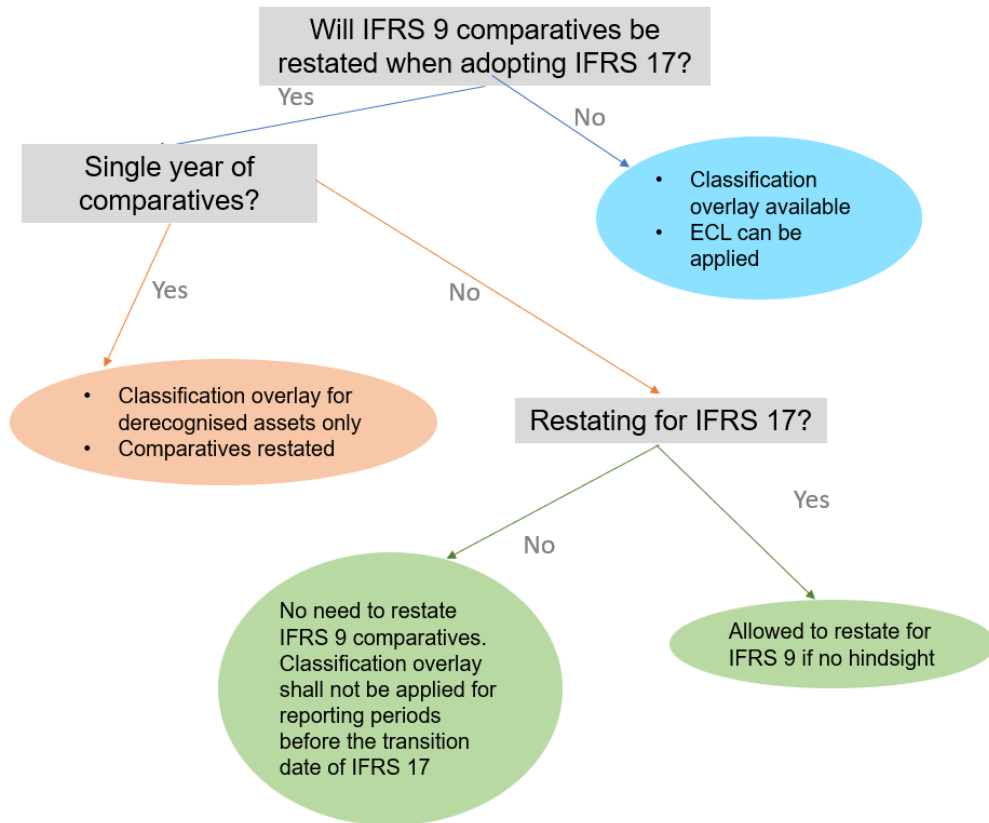 Will IFRS 9 comparatives be
restated when adopting IFRS 17?
Yes
No
Single year of
comparatives?
• Classification
overlay available
• ECL can be
applied
Yes
No
• Classification overlay for
derecognised assets only
• Comparatives restated
Restating for IFRS 17?
No
Yes
No need to restate
IFRS 9 comparatives.
Classification overlay
shall not be applied for
reporting periods
before the transition
date of IFRS 17
Allowed to restate for
IFRS 9 if no hindsight